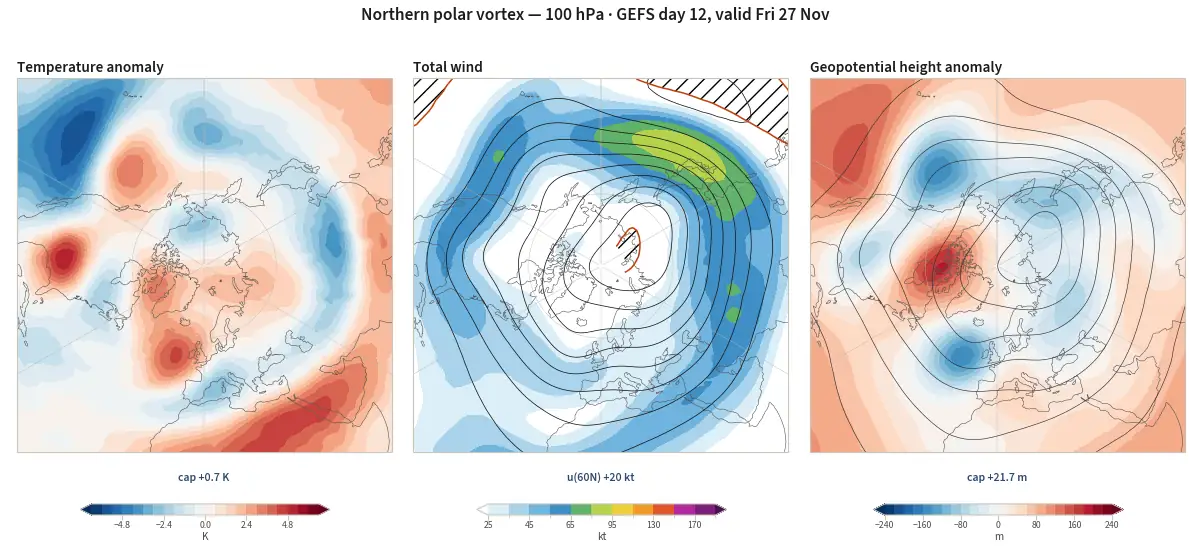 Northern polar vortex — 100 hPa · GEFS day 12, valid Fri 27 Nov
Temperature anomaly
Total wind
Geopotential height anomaly
cap +0.7 K
u(60N) +20 kt
cap +21.7 m
−4.8 −2.4 0.0 2.4 4.8
K
25 45 65 95 130 170
kt
−240 −160 −80 0 80 160 240
m